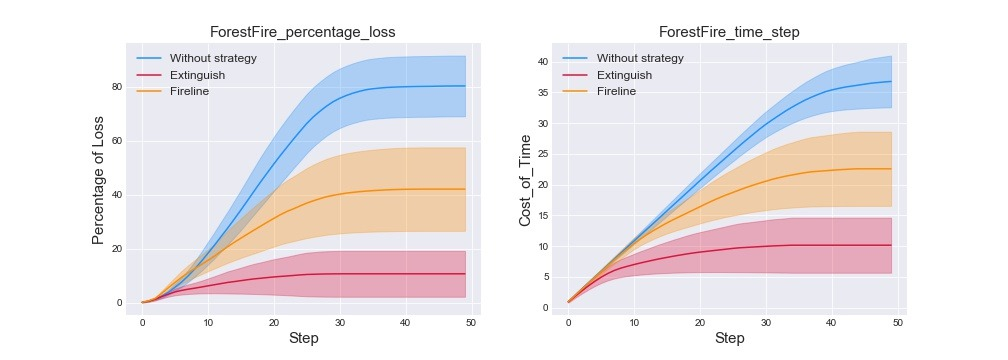 ForestFire_percentage_loss
Without strategy
Extinguish
Fireline
Percentage of Loss
80
60
40
20
0
0 10 20 30 40 50
Step
ForestFire_time_step
Without strategy
Extinguish
Fireline
Cost_of_Time
40
35
30
25
20
15
10
5
0
0 10 20 30 40 50
Step